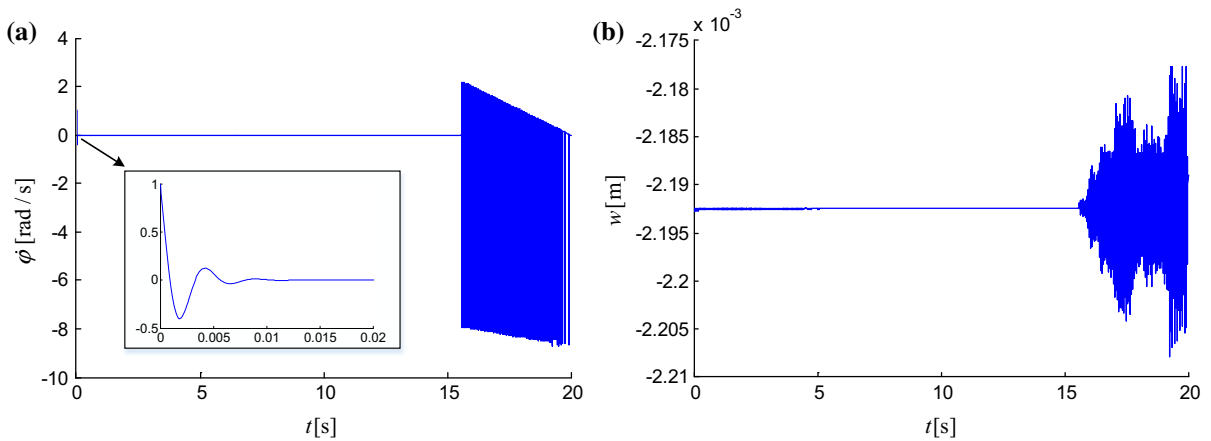 (a)
4
2
0
-2
-4
-6
-8
-10
φ̇ [rad / s]
1
0.5
0
-0.5
0 0.005 0.01 0.015 0.02
0 5 10 15 20
t[s]
(b)
x 10⁻³
-2.175
-2.18
-2.185
-2.19
-2.195
-2.2
-2.205
-2.21
w[m]
0 5 10 15 20
t[s]